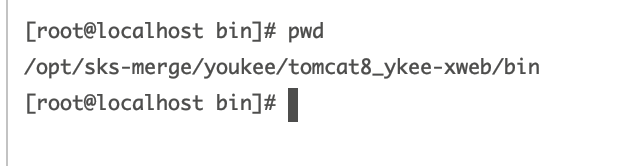 [root@localhost bin]# pwd
/opt/sks-merge/youkee/tomcat8_ykee-xweb/bin
[root@localhost bin]#